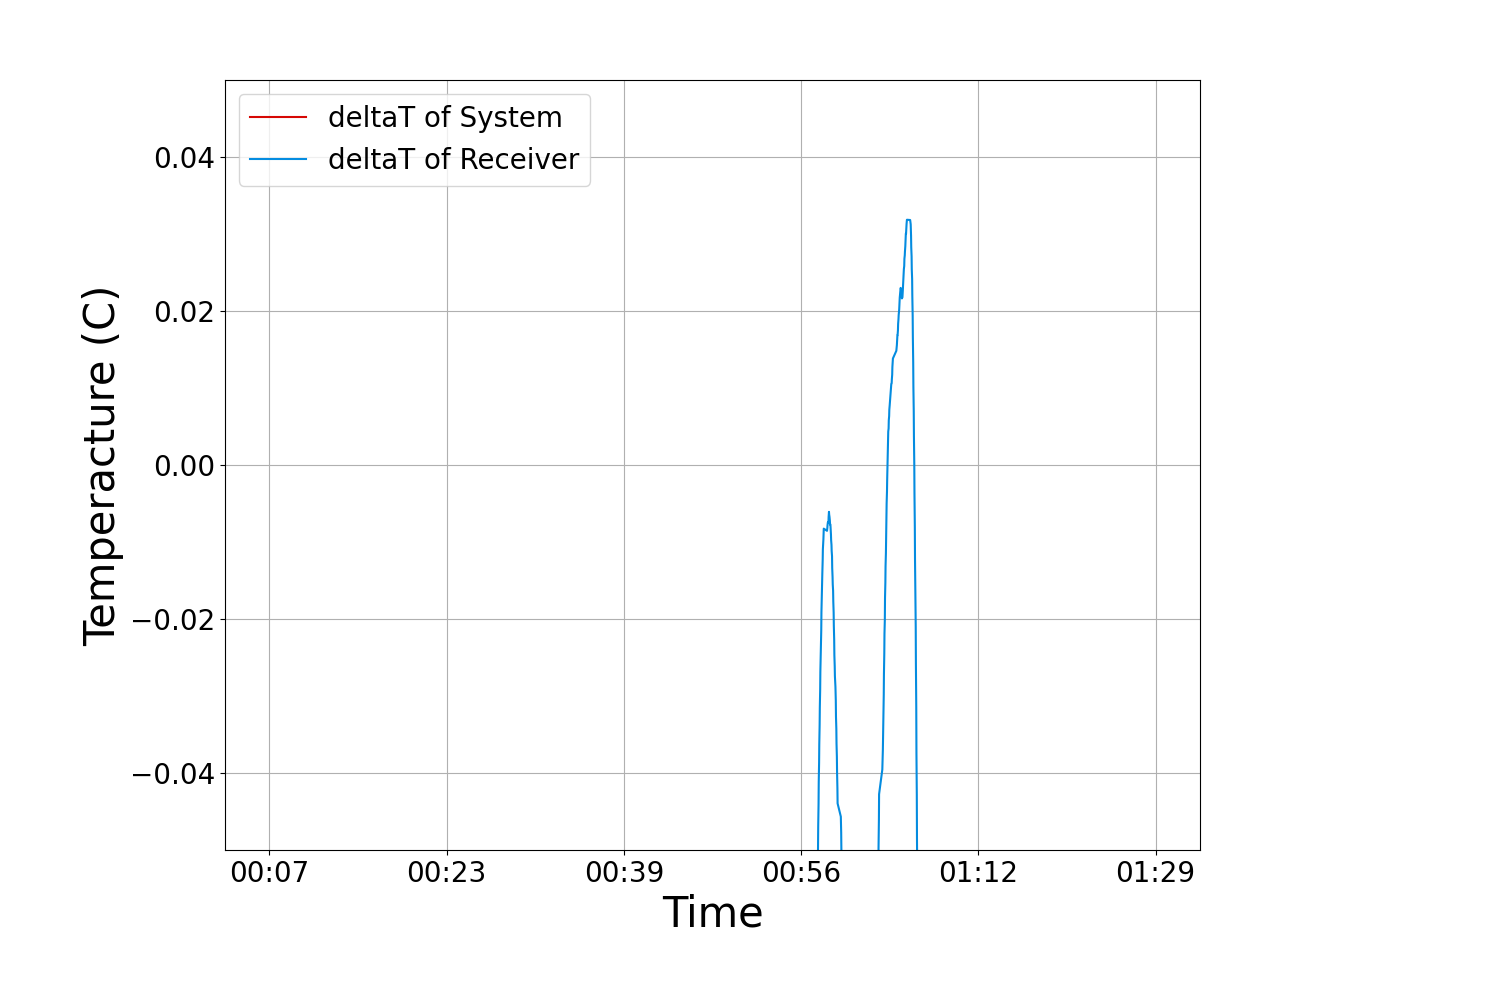 deltaT of System
deltaT of Receiver
0.04
0.02
0.00
−0.02
−0.04
Temperacture (C)
00:07 00:23 00:39 00:56 01:12 01:29
Time